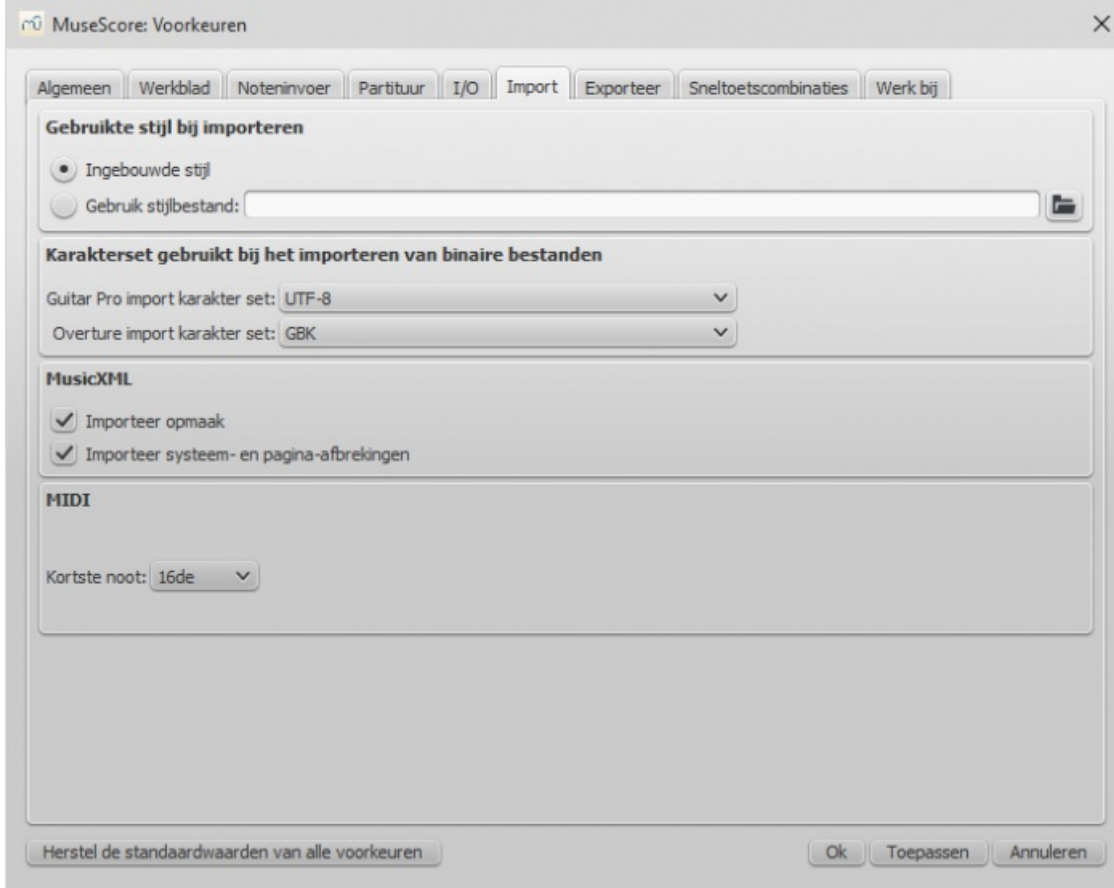 MuseScore: Voorkeuren
Algemeen Werkblad Noteninvoer Partituur I/O Import Exporteer Sneltoetscombinaties Werk bij
Gebruikte stijl bij importeren
Ingebouwde stijl
Gebruik stijlbestand:
Karakterset gebruikt bij het importeren van binaire bestanden
Guitar Pro import karakter set: UTF-8
Overture import karakter set: GBK
MusicXML
Importeer opmaak
Importeer systeem- en pagina-afbrekingen
MIDI
Kortste noot: 16de
Herstel de standaardwaarden van alle voorkeuren Ok Toepassen Annuleren